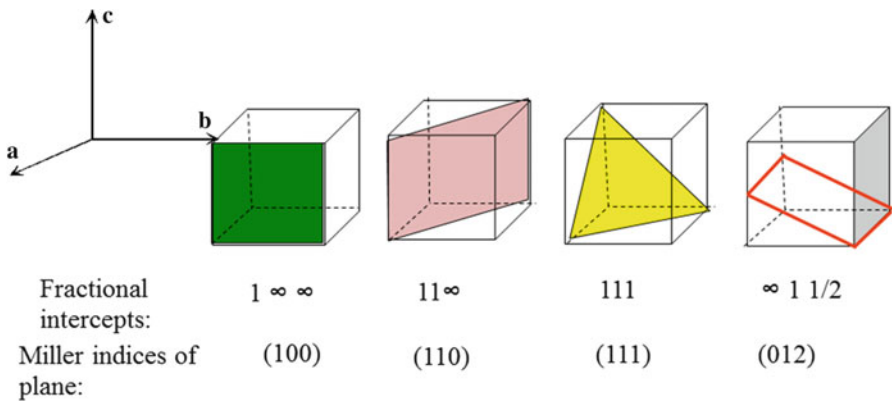 c
b
a
Fractional intercepts: 1 ∞ ∞ 11∞ 111 ∞ 1 1/2
Miller indices of plane: (100) (110) (111) (012)